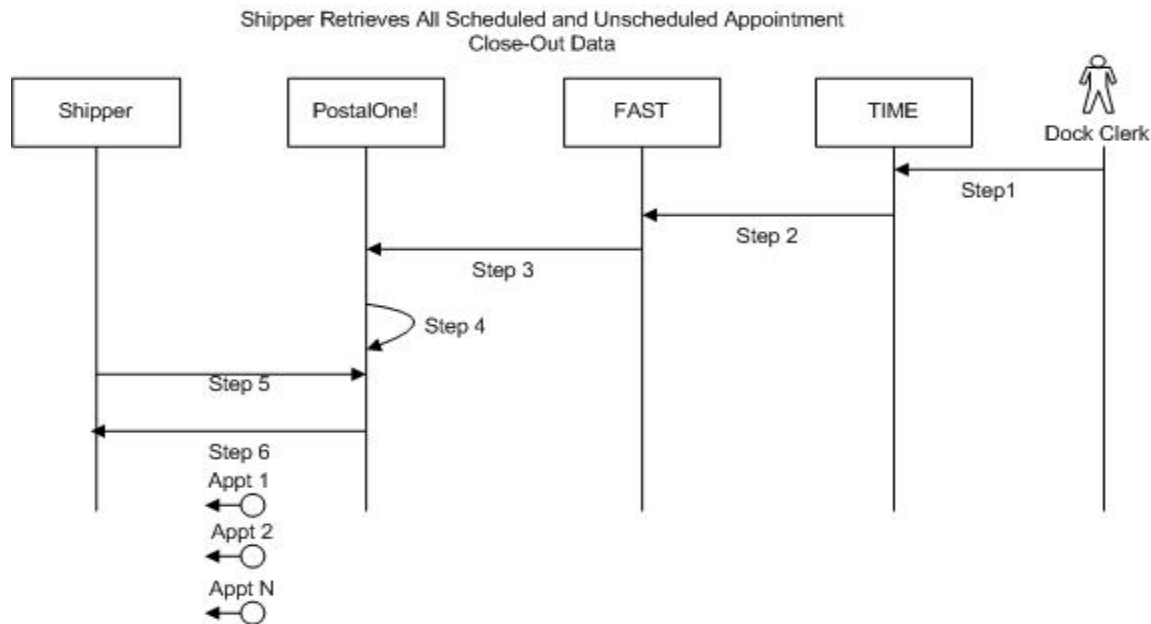 Shipper Retrieves All Scheduled and Unscheduled Appointment
Close-Out Data
Shipper
PostalOne!
FAST
TIME
Dock Clerk
Step1
Step 2
Step 3
Step 4
Step 5
Step 6
Appt 1
Appt 2
Appt N